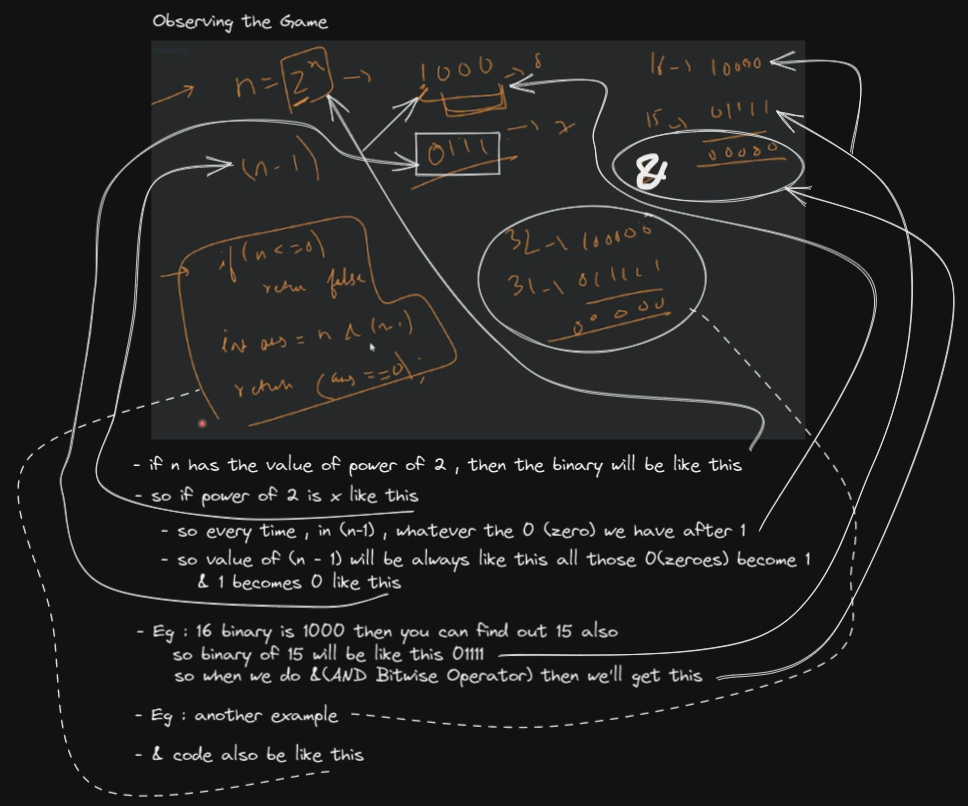 Observing the Game
→ n = 2^x → 1000 → 8
16 → 10000
0111 → 7
15 → 01111
(n-1)
& 00000
if (n <= 0)
return false
int ans = n & (n-1)
return (ans == 0);
32 → 100000
31 → 011111
00000
- if n has the value of power of 2 , then the binary will be like this
- so if power of 2 is x like this
- so every time , in (n-1) , whatever the 0 (zero) we have after 1
- so value of (n - 1) will be always like this all those 0(zeroes) become 1
& 1 becomes 0 like this
- Eg : 16 binary is 1000 then you can find out 15 also
so binary of 15 will be like this 01111
so when we do &(AND Bitwise Operator) then we'll get this
- Eg : another example
- & code also be like this